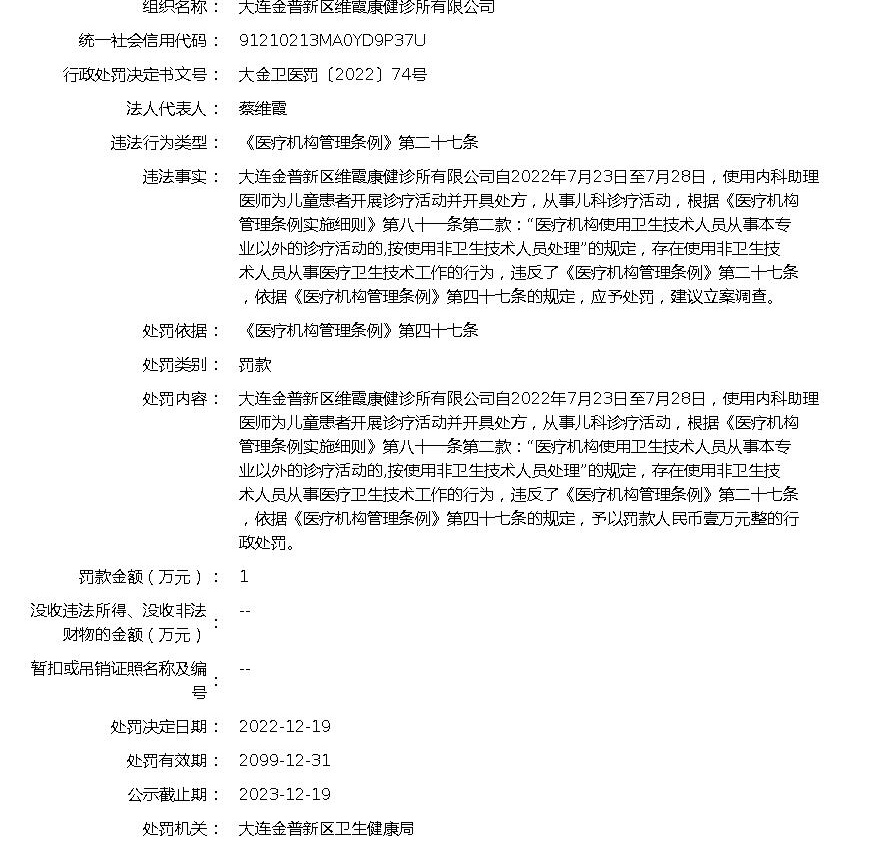 组织名称： 大连金普新区维霞康健诊所有限公司
统一社会信用代码： 91210213MA0YD9P37U
行政处罚决定书文号： 大金卫医罚〔2022〕74号
法人代表人： 蔡维霞
违法行为类型： 《医疗机构管理条例》第二十七条
违法事实： 大连金普新区维霞康健诊所有限公司自2022年7月23日至7月28日，使用内科助理
医师为儿童患者开展诊疗活动并开具处方，从事儿科诊疗活动，根据《医疗机构
管理条例实施细则》第八十一条第二款：“医疗机构使用卫生技术人员从事本专
业以外的诊疗活动的,按使用非卫生技术人员处理”的规定，存在使用非卫生技
术人员从事医疗卫生技术工作的行为，违反了《医疗机构管理条例》第二十七条
，依据《医疗机构管理条例》第四十七条的规定，应予处罚，建议立案调查。
处罚依据： 《医疗机构管理条例》第四十七条
处罚类别： 罚款
处罚内容： 大连金普新区维霞康健诊所有限公司自2022年7月23日至7月28日，使用内科助理
医师为儿童患者开展诊疗活动并开具处方，从事儿科诊疗活动，根据《医疗机构
管理条例实施细则》第八十一条第二款：“医疗机构使用卫生技术人员从事本专
业以外的诊疗活动的,按使用非卫生技术人员处理”的规定，存在使用非卫生技
术人员从事医疗卫生技术工作的行为，违反了《医疗机构管理条例》第二十七条
，依据《医疗机构管理条例》第四十七条的规定，予以罚款人民币壹万元整的行
政处罚。
罚款金额（万元）： 1
没收违法所得、没收非法
财物的金额（万元）： --
暂扣或吊销证照名称及编
号： --
处罚决定日期： 2022-12-19
处罚有效期： 2099-12-31
公示截止期： 2023-12-19
处罚机关： 大连金普新区卫生健康局